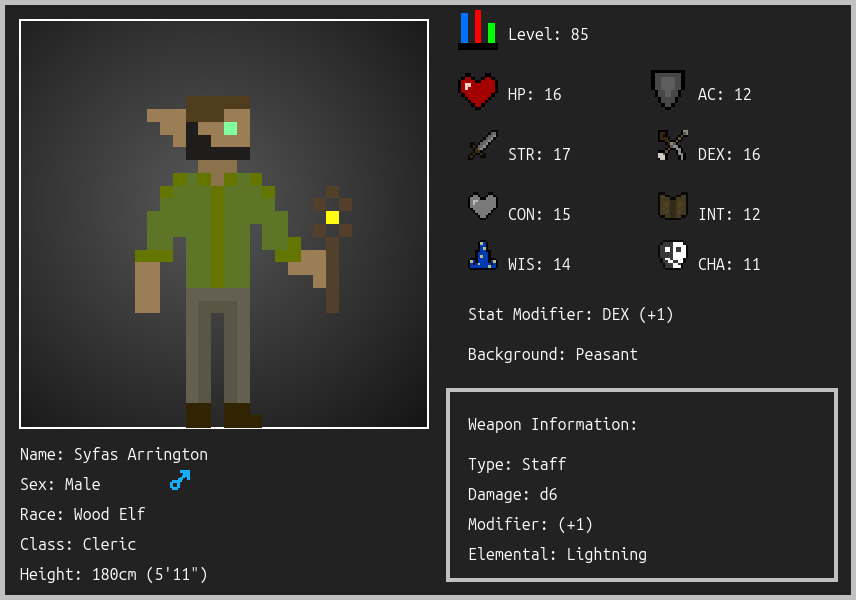 Level: 85
HP: 16
AC: 12
STR: 17
DEX: 16
CON: 15
INT: 12
WIS: 14
CHA: 11
Stat Modifier: DEX (+1)
Background: Peasant
Weapon Information:
Type: Staff
Damage: d6
Modifier: (+1)
Elemental: Lightning
Name: Syfas Arrington
Sex: Male
Race: Wood Elf
Class: Cleric
Height: 180cm (5'11")